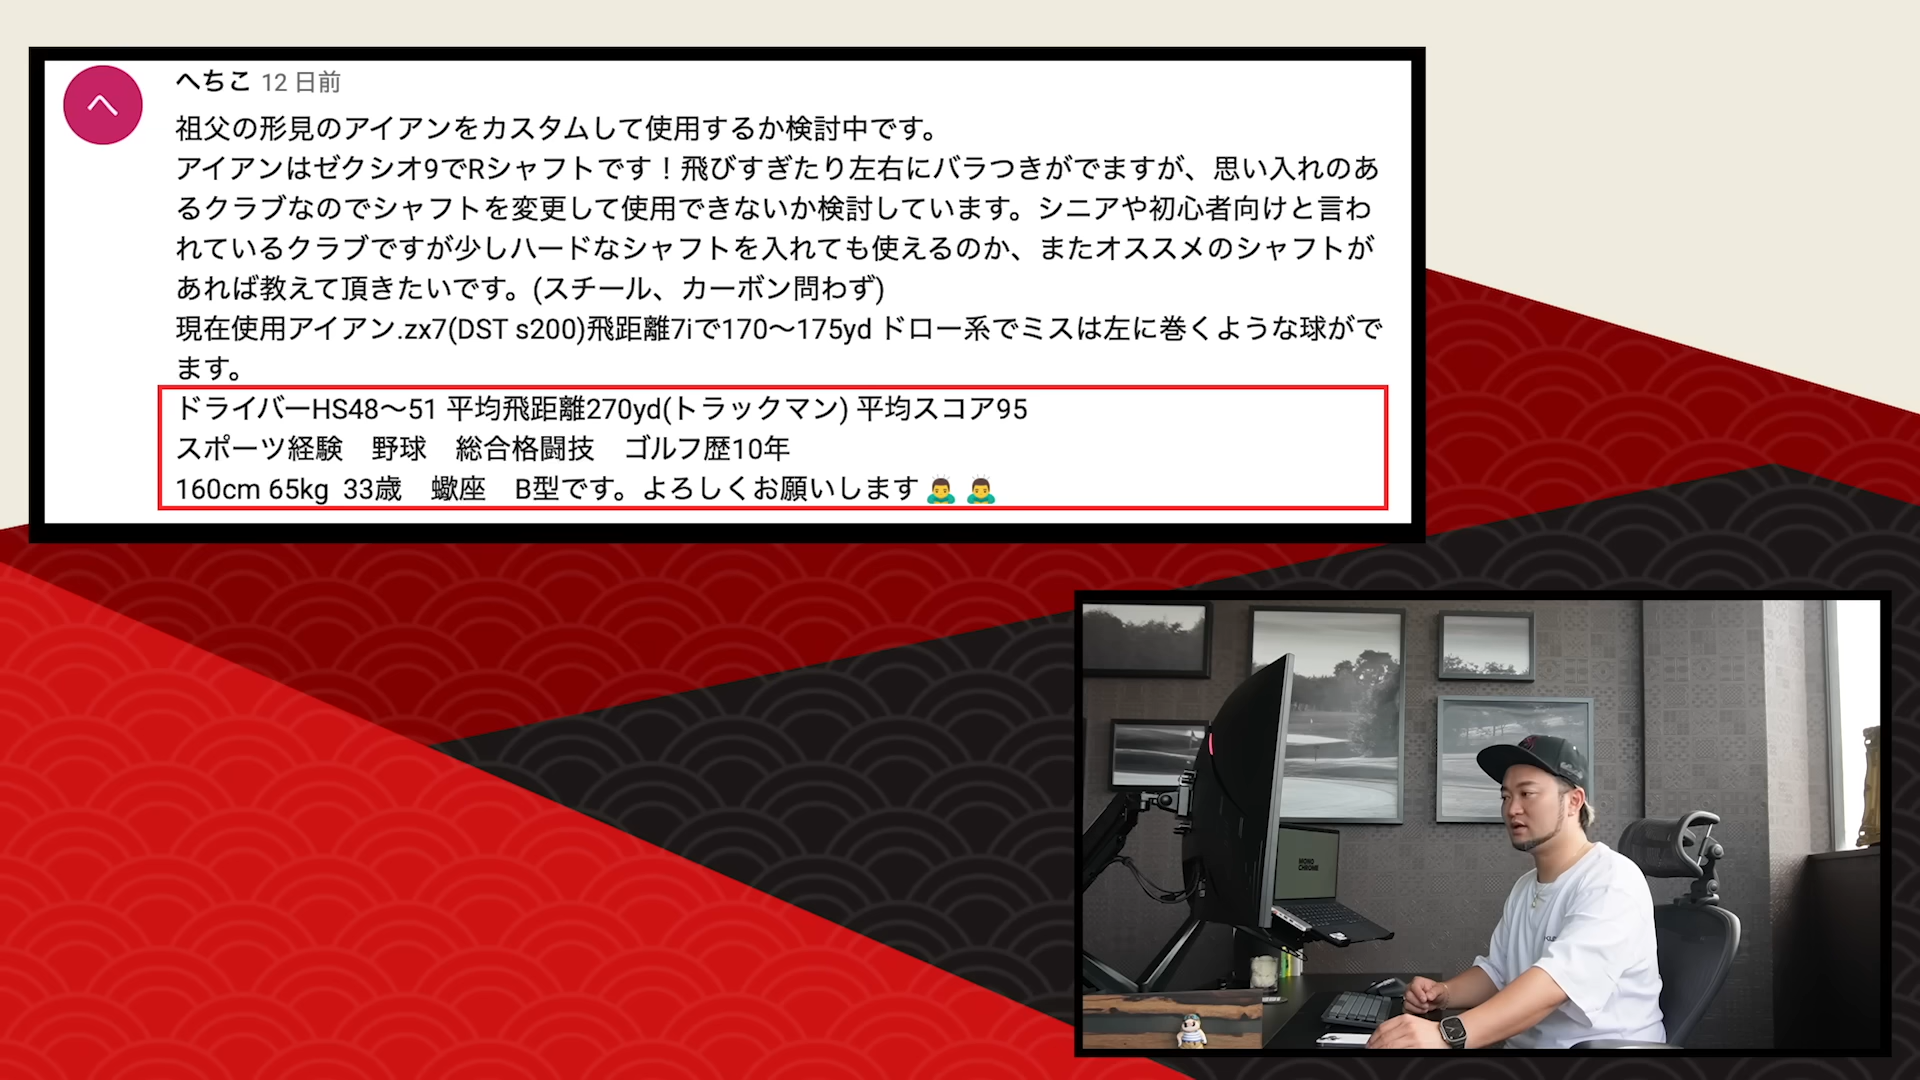 へ
へちこ 12 日前
祖父の形見のアイアンをカスタムして使用するか検討中です。
アイアンはゼクシオ9でRシャフトです！飛びすぎたり左右にバラつきがでますが、思い入れのあ
るクラブなのでシャフトを変更して使用できないか検討しています。シニアや初心者向けと言わ
れているクラブですが少しハードなシャフトを入れても使えるのか、またオススメのシャフトが
あれば教えて頂きたいです。(スチール、カーボン問わず)
現在使用アイアン.zx7(DST s200)飛距離7iで170〜175yd ドロー系でミスは左に巻くような球がで
ます。
ドライバーHS48〜51 平均飛距離270yd(トラックマン) 平均スコア95
スポーツ経験　野球　総合格闘技　ゴルフ歴10年
160cm 65kg 33歳　蠍座　B型です。よろしくお願いします🙇‍♂️ 🙇‍♂️
MONO
CHROME